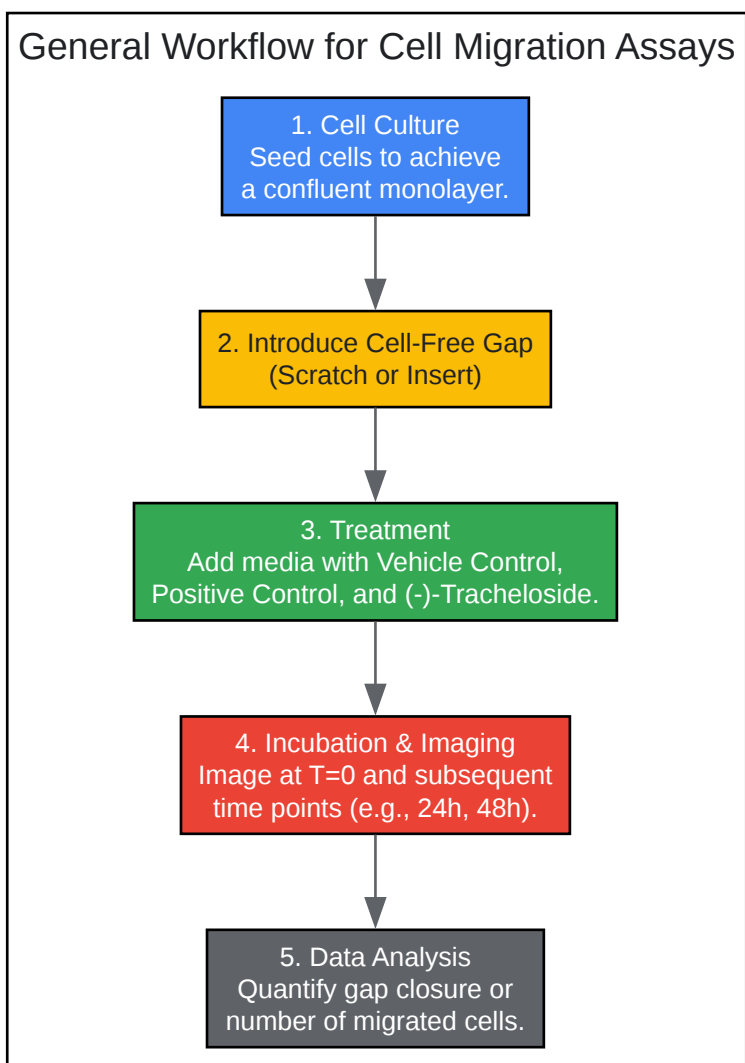 General Workflow for Cell Migration Assays
1. Cell Culture
Seed cells to achieve
a confluent monolayer.
2. Introduce Cell-Free Gap
(Scratch or Insert)
3. Treatment
Add media with Vehicle Control,
Positive Control, and (-)-Tracheloside.
4. Incubation & Imaging
Image at T=0 and subsequent
time points (e.g., 24h, 48h).
5. Data Analysis
Quantify gap closure or
number of migrated cells.